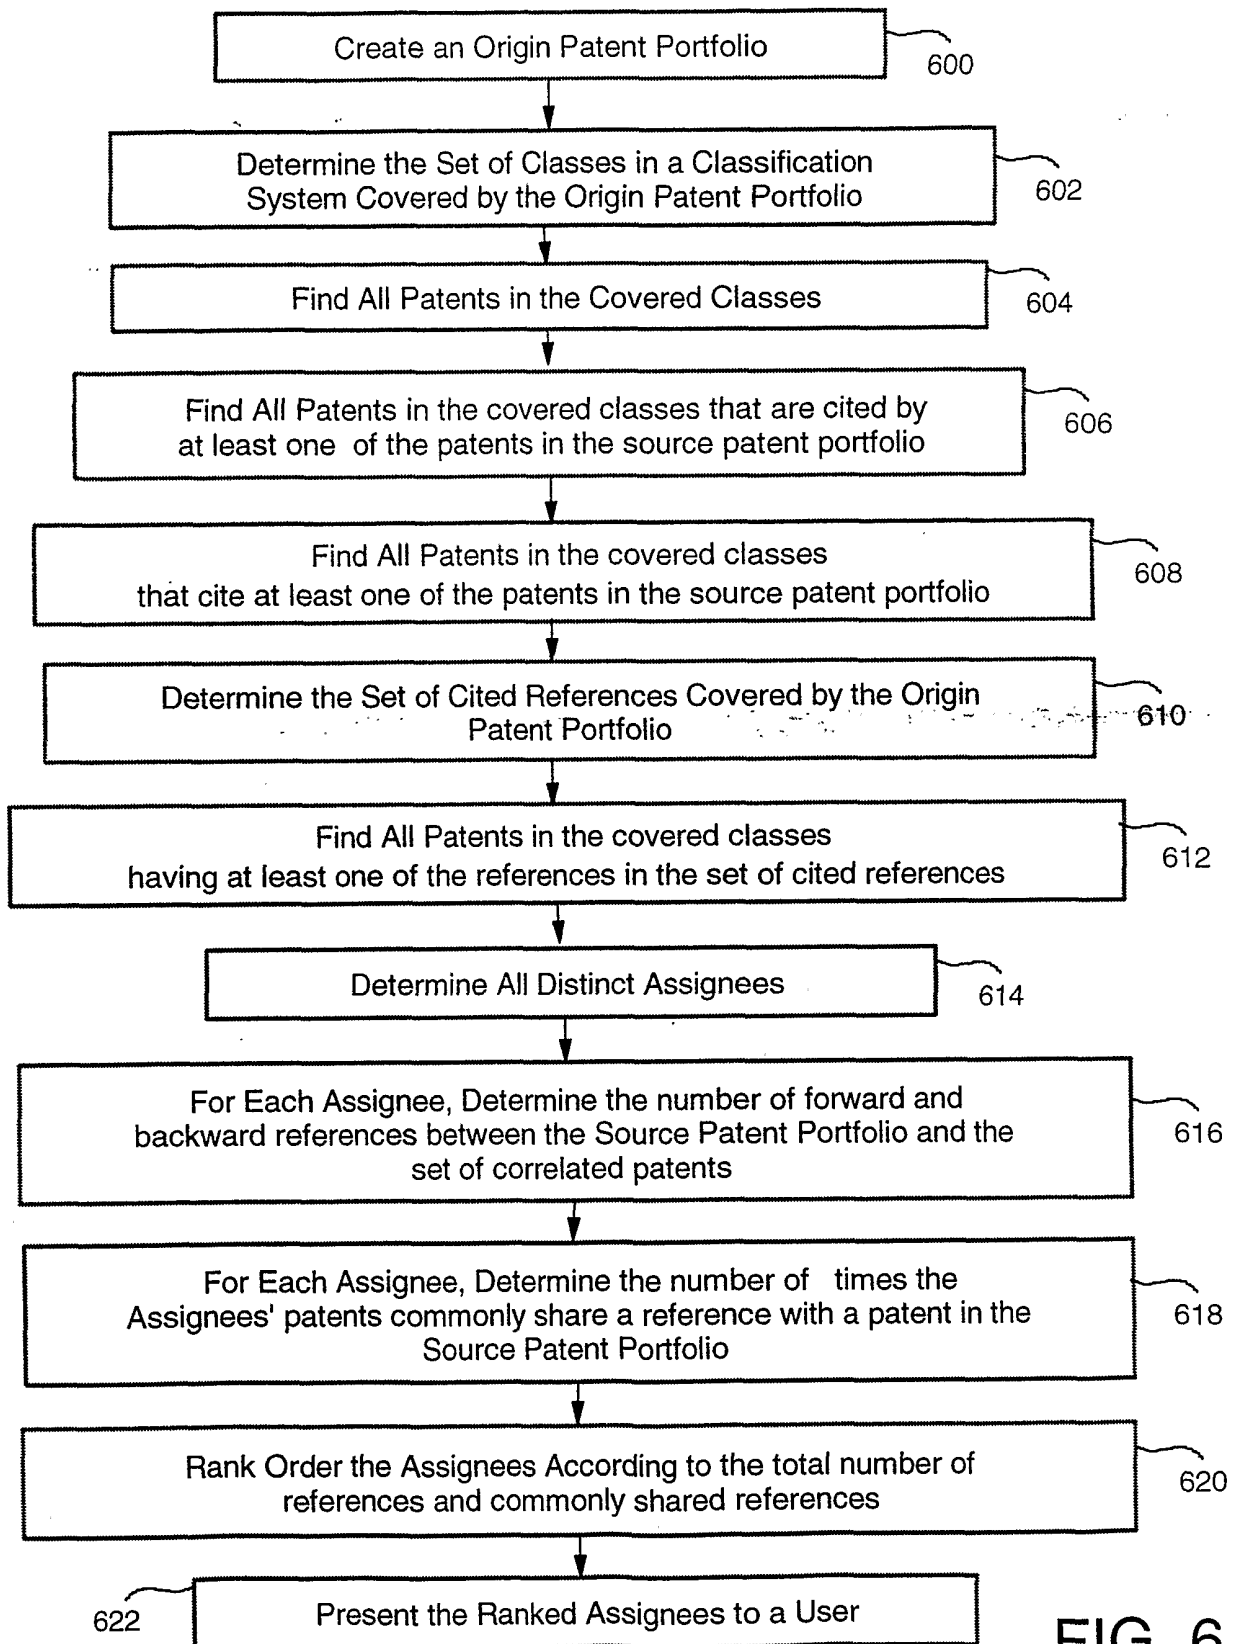 Create an Origin Patent Portfolio
600
Determine the Set of Classes in a Classification
System Covered by the Origin Patent Portfolio
602
Find All Patents in the Covered Classes
604
Find All Patents in the covered classes that are cited by
at least one of the patents in the source patent portfolio
606
Find All Patents in the covered classes
that cite at least one of the patents in the source patent portfolio
608
Determine the Set of Cited References Covered by the Origin
Patent Portfolio
610
Find All Patents in the covered classes
having at least one of the references in the set of cited references
612
Determine All Distinct Assignees
614
For Each Assignee, Determine the number of forward and
backward references between the Source Patent Portfolio and the
set of correlated patents
616
For Each Assignee, Determine the number of times the
Assignees' patents commonly share a reference with a patent in the
Source Patent Portfolio
618
Rank Order the Assignees According to the total number of
references and commonly shared references
620
622
Present the Ranked Assignees to a User
FIG. 6